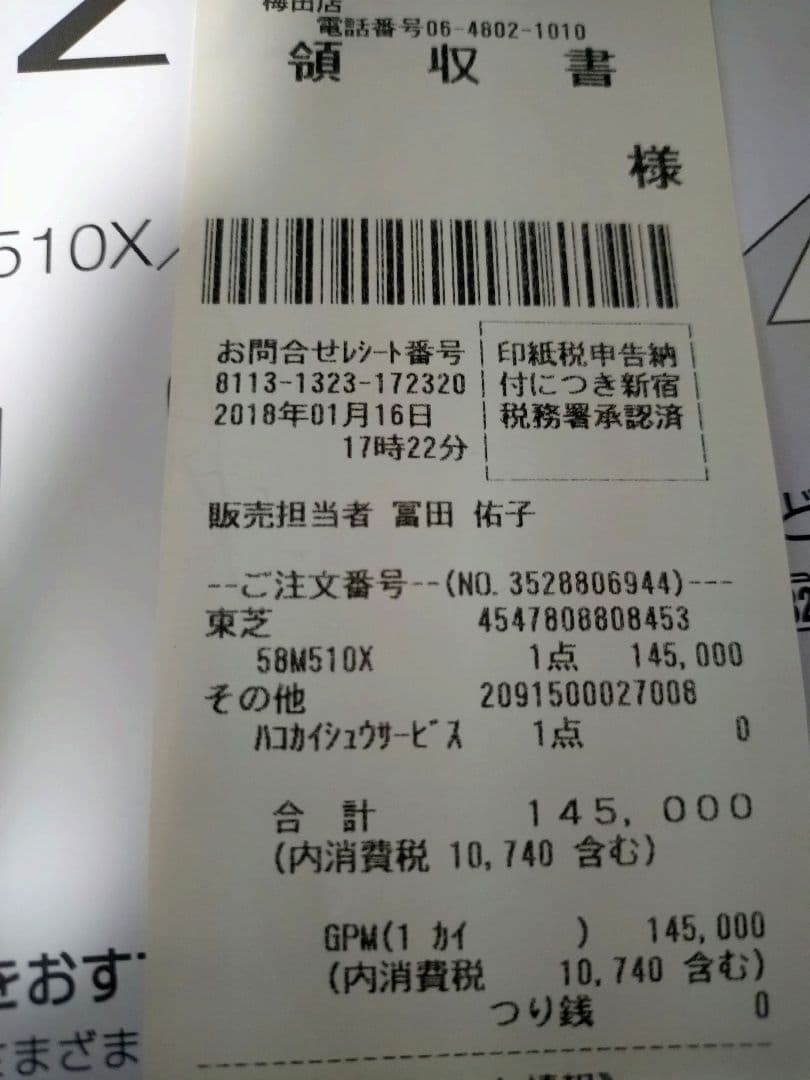 梅田店
電話番号06-4802-1010
領 収 書
様
510X
お問合せﾚｼｰﾄ番号
8113-1323-172320
2018年01月16日
17時22分
印紙税申告納
付につき新宿
税務署承認済
販売担当者 冨田 佑子
--ご注文番号--(NO. 3528806944)---
東芝 4547808808453
58M510X 1点 145,000
その他 2091500027008
ﾊｺｶｲｼｭｳｻｰﾋﾞｽ 1点 0
合 計 145,000
(内消費税 10,740 含む)
GPM(1 ｶｲ ) 145,000
(内消費税 10,740 含む)
つり銭 0
をおす
さまざま